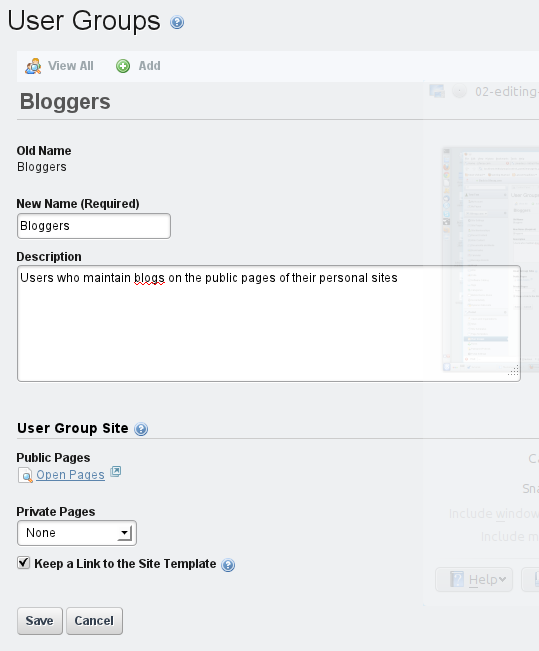 User Groups
View All Add
02-editing-
Bloggers
Old Name
Bloggers
New Name (Required)
Bloggers
Description
Users who maintain blogs on the public pages of their personal sites
User Group Site
Public Pages
Open Pages
Private Pages
None
Include window
Include m
Keep a Link to the Site Template
Help
Save Cancel